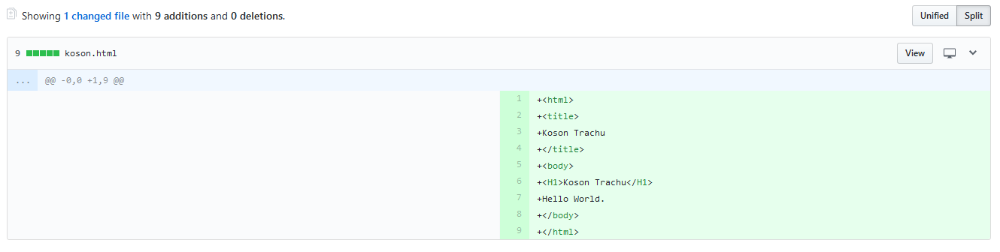 Showing 1 changed file with 9 additions and 0 deletions.
Unified Split
9 koson.html
View
... @@ -0,0 +1,9 @@
1 +<html>
2 +<title>
3 +Koson Trachu
4 +</title>
5 +<body>
6 +<H1>Koson Trachu</H1>
7 +Hello World.
8 +</body>
9 +</html>